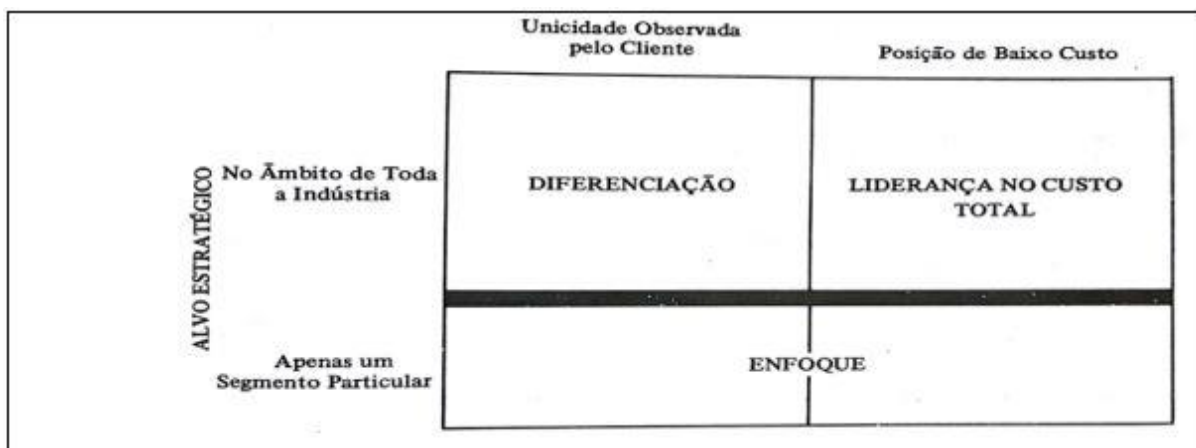 Unicidade Observada
pelo Cliente
Posição de Baixo Custo
ALVO ESTRATÉGICO
No Âmbito de Toda
a Indústria
DIFERENCIAÇÃO
LIDERANÇA NO CUSTO
TOTAL
Apenas um
Segmento Particular
ENFOQUE